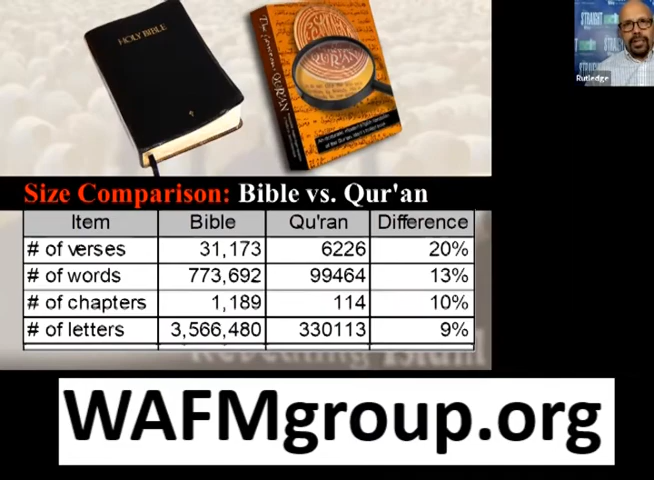 HOLY BIBLE
QUR'AN
STRAIGHT
Rutledge
Size Comparison: Bible vs. Qur'an
Item Bible Qu'ran Difference
# of verses 31,173 6226 20%
# of words 773,692 99464 13%
# of chapters 1,189 114 10%
# of letters 3,566,480 330113 9%
WAFMgroup.org